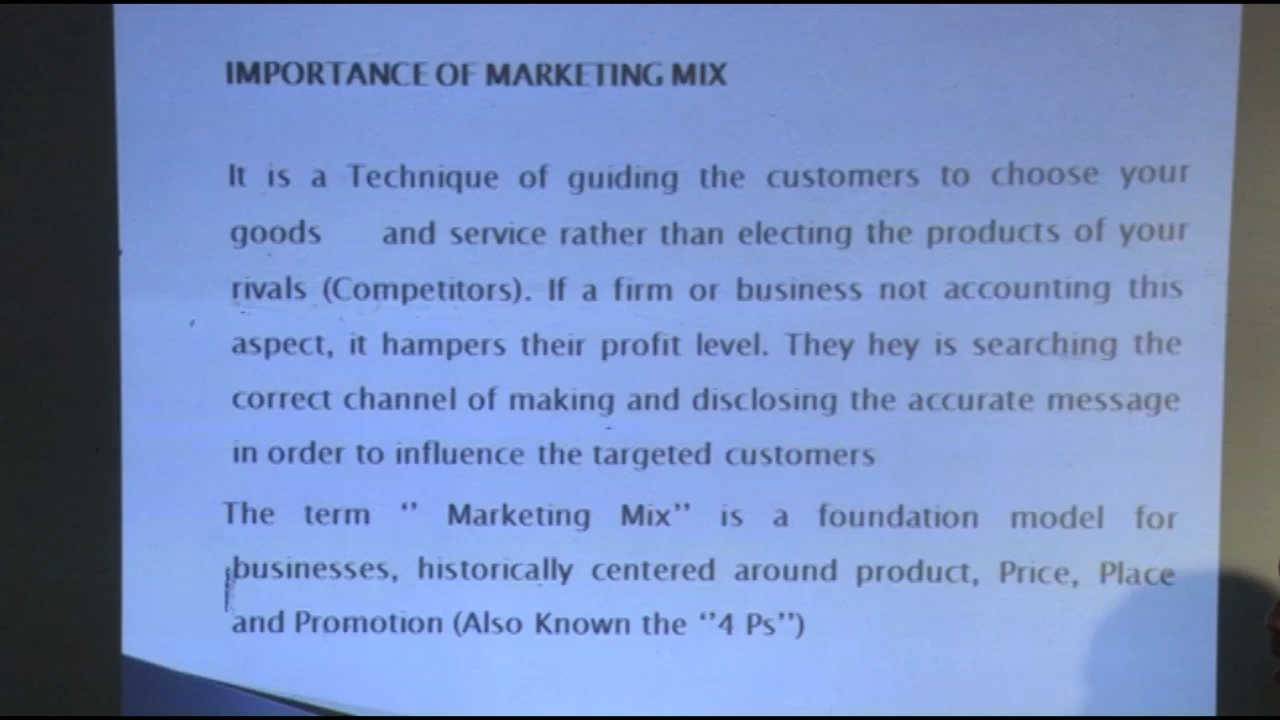 IMPORTANCE OF MARKETING MIX
It is a Technique of guiding the customers to choose your
goods and service rather than electing the products of your
rivals (Competitors). If a firm or business not accounting this
aspect, it hampers their profit level. They hey is searching the
correct channel of making and disclosing the accurate message
in order to influence the targeted customers
The term ‘’ Marketing Mix’’ is a foundation model for
businesses, historically centered around product, Price, Place
and Promotion (Also Known the ‘’4 Ps’’)